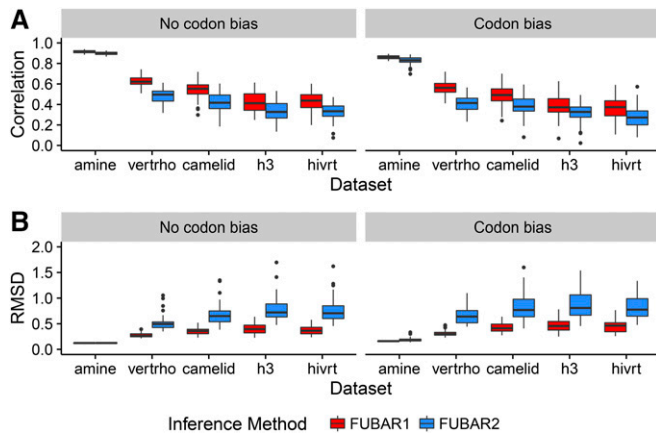 A
No codon bias
Codon bias
Correlation
1.0
0.8
0.6
0.4
0.2
0.0
amine vertrho camelid h3 hivrt
amine vertrho camelid h3 hivrt
Dataset
B
No codon bias
Codon bias
RMSD
2.0
1.5
1.0
0.5
0.0
amine vertrho camelid h3 hivrt
amine vertrho camelid h3 hivrt
Dataset
Inference Method FUBAR1 FUBAR2